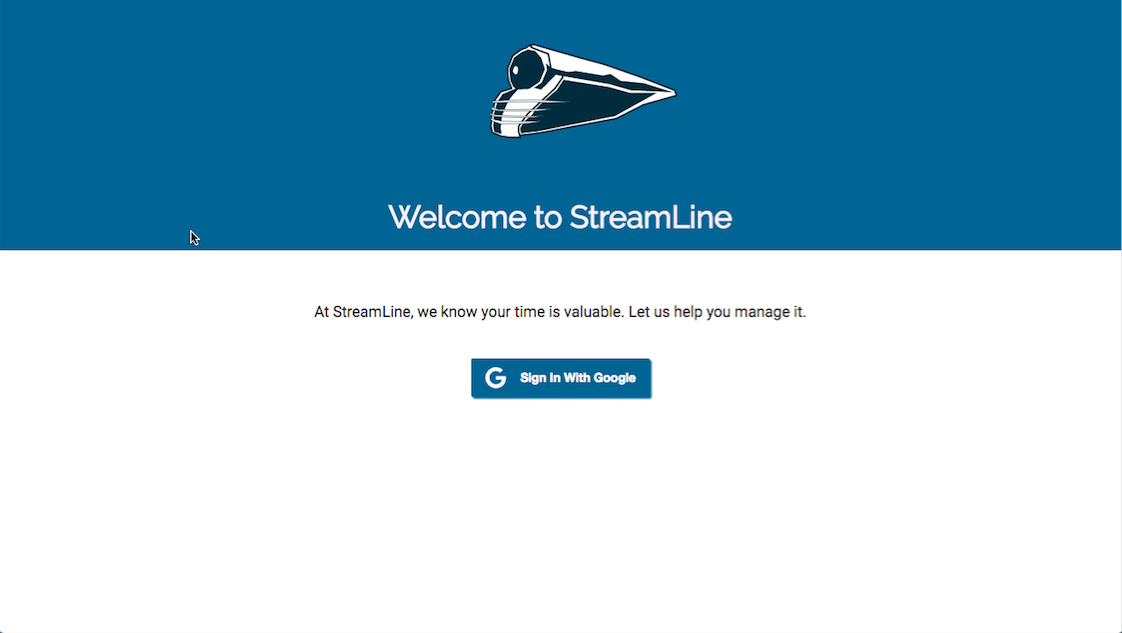 Welcome to StreamLine
At StreamLine, we know your time is valuable. Let us help you manage it.
G Sign In With Google